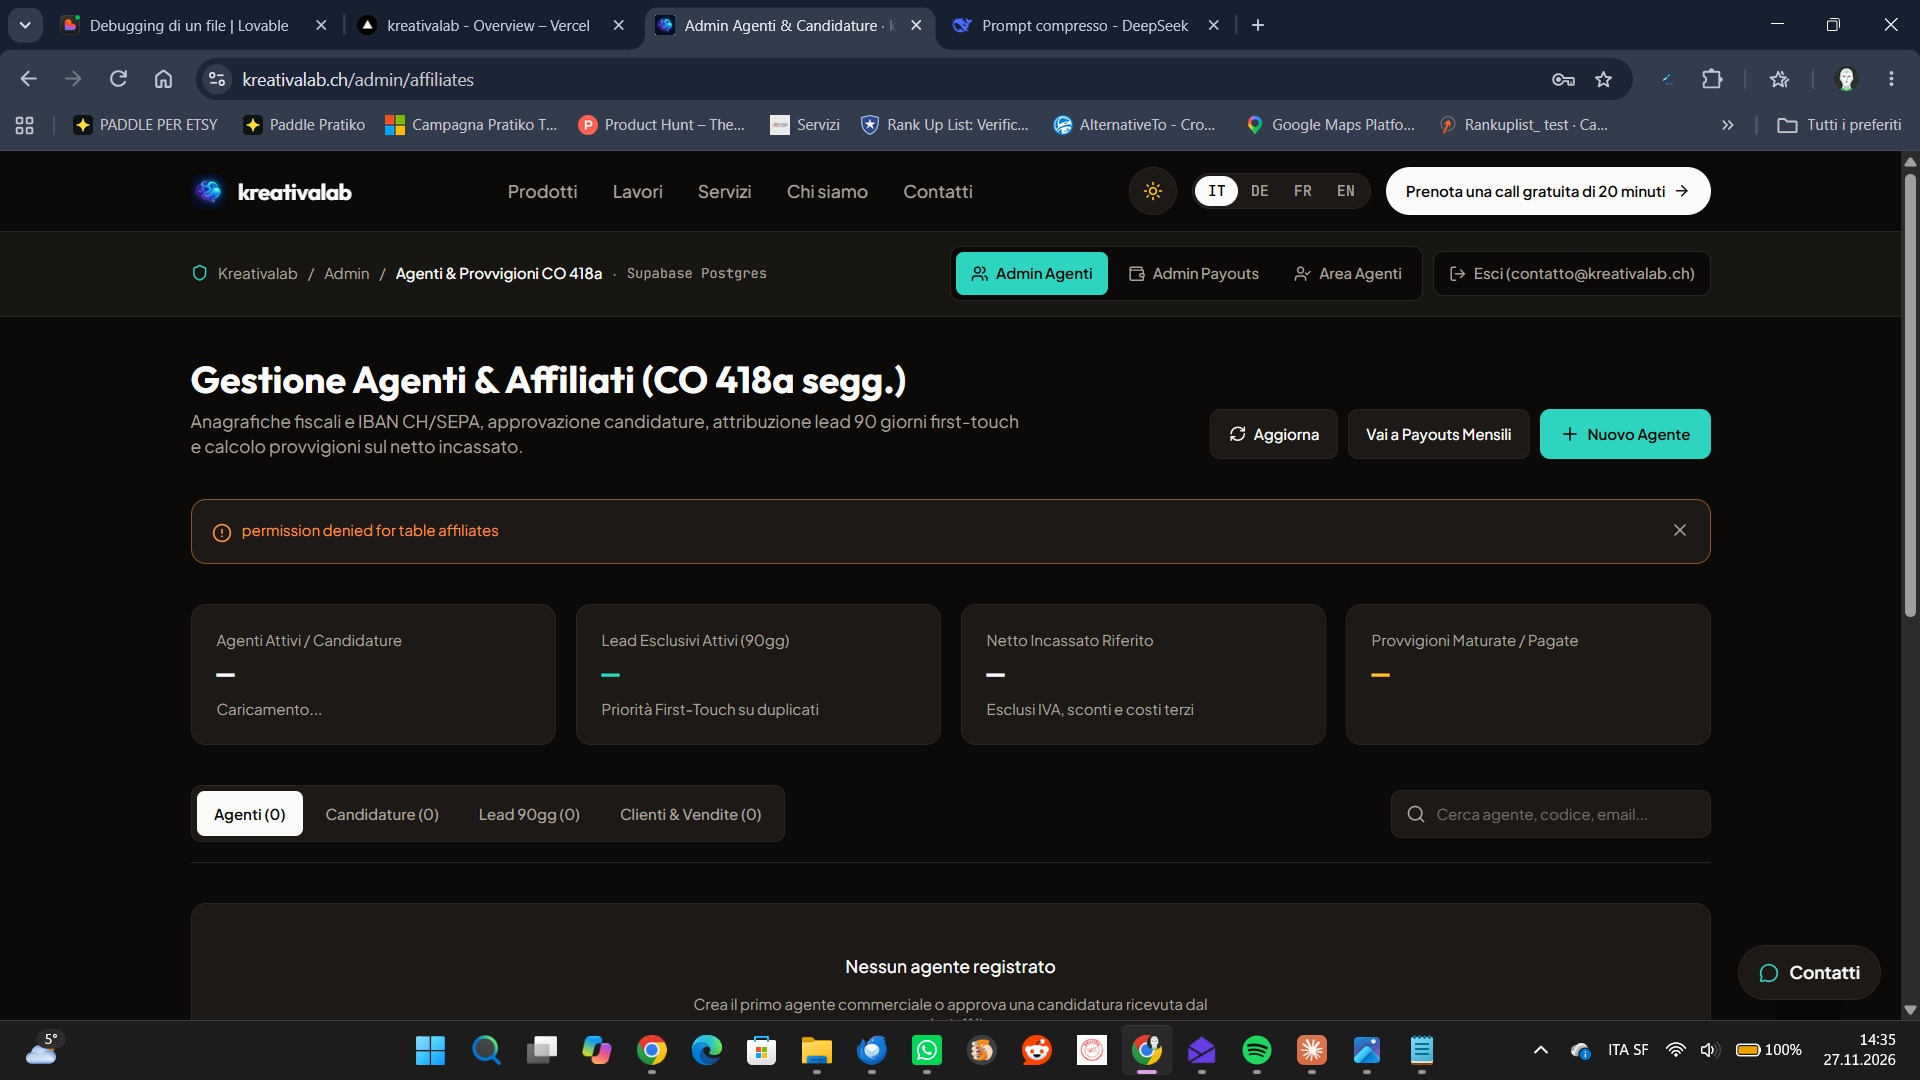 Debugging di un file | Lovable
kreativalab - Overview – Vercel
Admin Agenti & Candidature · k
Prompt compresso - DeepSeek
kreativalab.ch/admin/affiliates
PADDLE PER ETSY
Paddle Pratiko
Campagna Pratiko T...
Product Hunt – The...
Servizi
Rank Up List: Verific...
AlternativeTo - Cro...
Google Maps Platfo...
Rankuplist_ test · Ca...
Tutti i preferiti
kreativalab
Prodotti
Lavori
Servizi
Chi siamo
Contatti
IT
DE
FR
EN
Prenota una call gratuita di 20 minuti →
Kreativalab / Admin / Agenti & Provvigioni CO 418a · Supabase Postgres
Admin Agenti
Admin Payouts
Area Agenti
Esci (contatto@kreativalab.ch)
Gestione Agenti & Affiliati (CO 418a segg.)
Anagrafiche fiscali e IBAN CH/SEPA, approvazione candidature, attribuzione lead 90 giorni first-touch
e calcolo provvigioni sul netto incassato.
Aggiorna
Vai a Payouts Mensili
+ Nuovo Agente
permission denied for table affiliates
Agenti Attivi / Candidature
—
Caricamento...
Lead Esclusivi Attivi (90gg)
—
Priorità First-Touch su duplicati
Netto Incassato Riferito
—
Esclusi IVA, sconti e costi terzi
Provvigioni Maturate / Pagate
—
Agenti (0)
Candidature (0)
Lead 90gg (0)
Clienti & Vendite (0)
Cerca agente, codice, email...
Nessun agente registrato
Crea il primo agente commerciale o approva una candidatura ricevuta dal
Contatti
5°
ITA SF
100%
14:35
27.11.2026